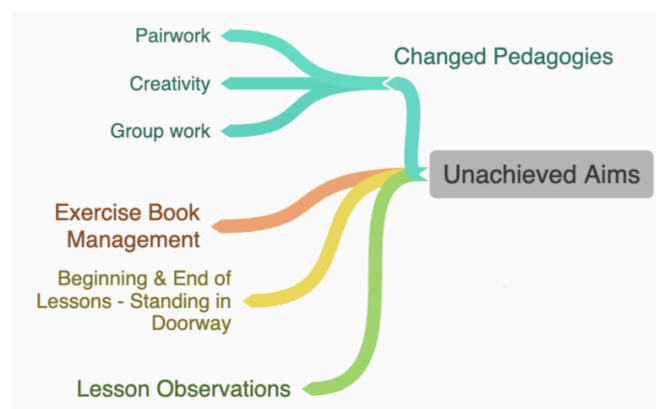 Pairwork
Changed Pedagogies
Creativity
Group work
Unachieved Aims
Exercise Book
Management
Beginning & End of
Lessons - Standing in
Doorway
Lesson Observations